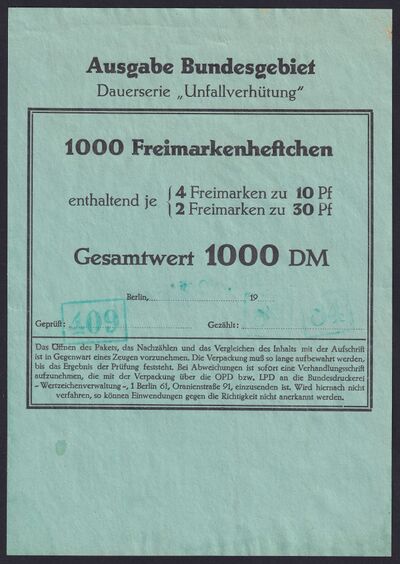 Ausgabe Bundesgebiet
Dauerserie „Unfallverhütung"
1000 Freimarkenheftchen
enthaltend je { 4 Freimarken zu 10 Pf
2 Freimarken zu 30 Pf
Gesamtwert 1000 DM
Berlin, 19
Geprüft: 409 Gezählt:
Das Öffnen des Pakets, das Nachzählen und das Vergleichen des Inhalts mit der Aufschrift
ist in Gegenwart eines Zeugen vorzunehmen. Die Verpackung muß so lange aufbewahrt werden,
bis das Ergebnis der Prüfung feststeht. Bei Abweichungen ist sofort eine Verhandlungsschrift
aufzunehmen, die mit der Verpackung über die OPD bzw. LPD an die Bundesdruckerei
– Wertzeichenverwaltung –, 1 Berlin 61, Oranienstraße 91, einzusenden ist. Wird hiernach nicht
verfahren, so können Einwendungen gegen die Richtigkeit nicht anerkannt werden.